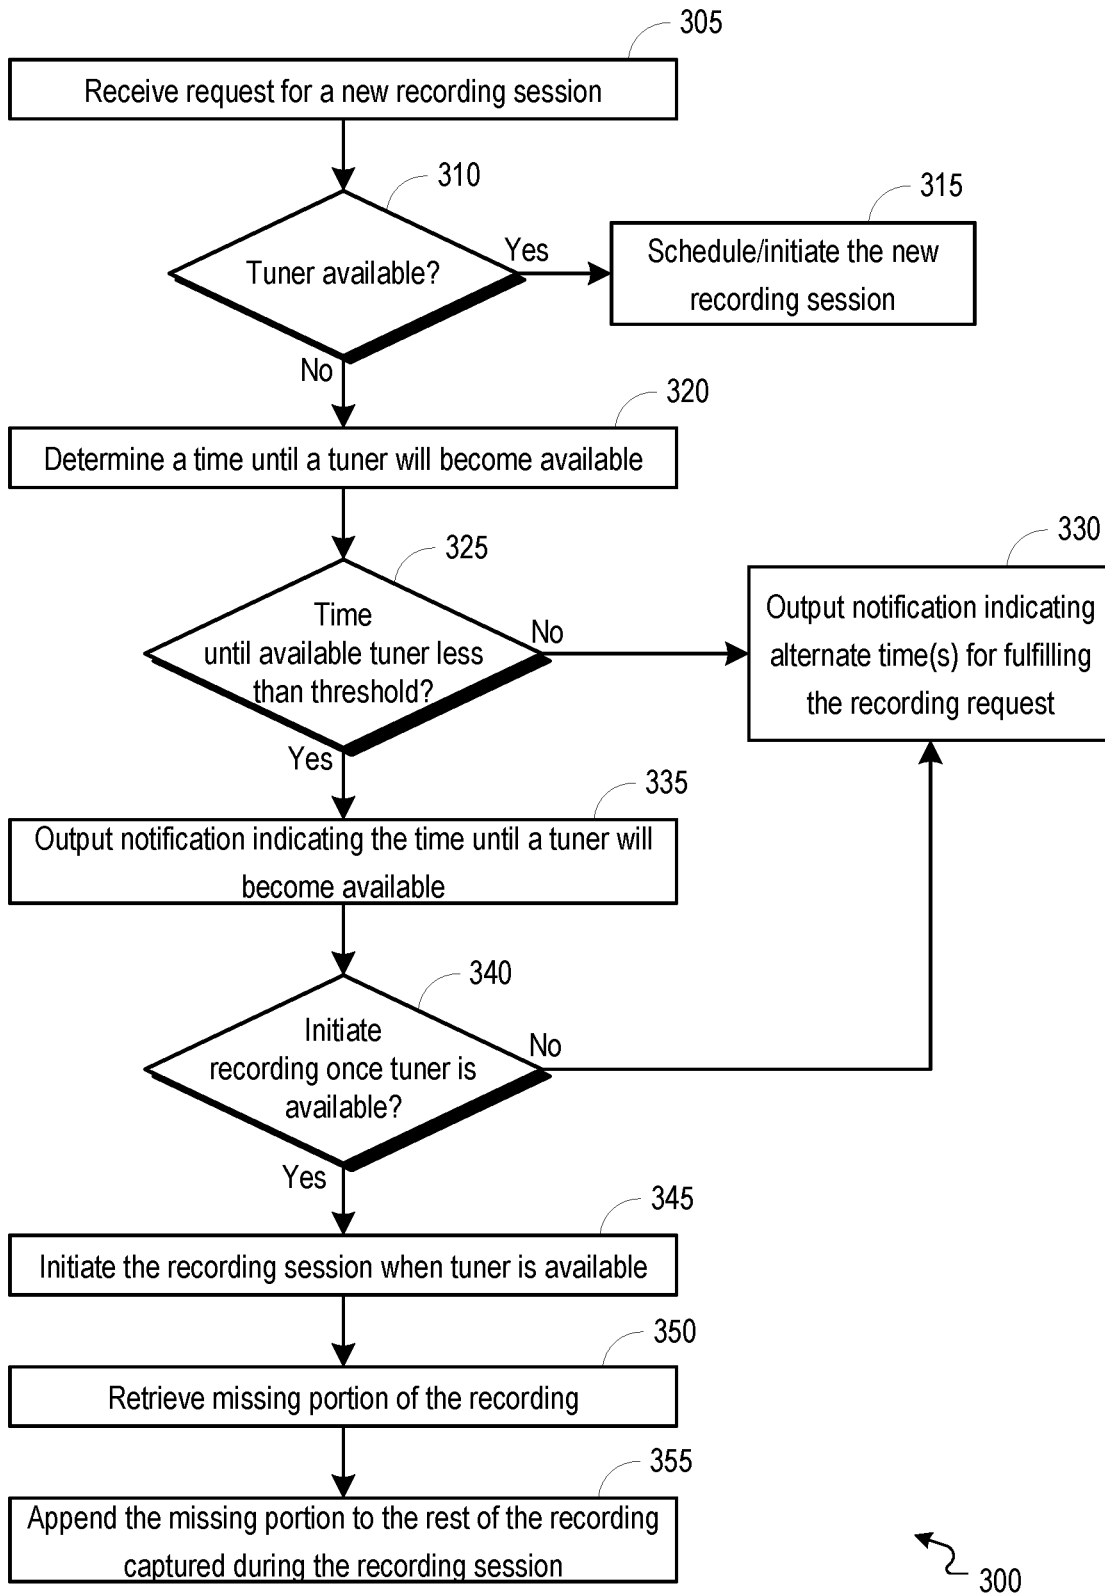 305
Receive request for a new recording session
310
Tuner available?
Yes
315
Schedule/initiate the new
recording session
No
320
Determine a time until a tuner will become available
325
Time
until available tuner less
than threshold?
No
330
Output notification indicating
alternate time(s) for fulfilling
the recording request
Yes
335
Output notification indicating the time until a tuner will
become available
340
Initiate
recording once tuner is
available?
No
Yes
345
Initiate the recording session when tuner is available
350
Retrieve missing portion of the recording
355
Append the missing portion to the rest of the recording
captured during the recording session
300